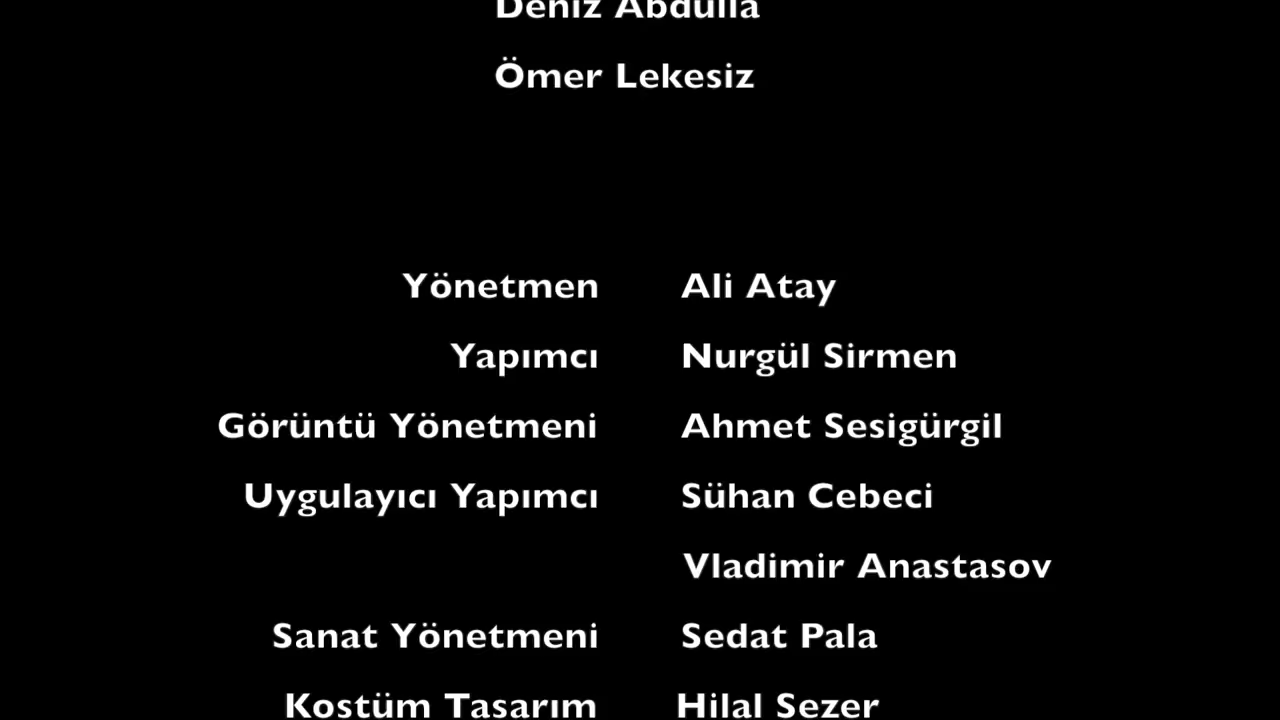 Deniz Abdulla
Ömer Lekesiz
Yönetmen Ali Atay
Yapımcı Nurgül Sirmen
Görüntü Yönetmeni Ahmet Sesigürgil
Uygulayıcı Yapımcı Sühan Cebeci
Vladimir Anastasov
Sanat Yönetmeni Sedat Pala
Kostüm Tasarım Hilal Sezer